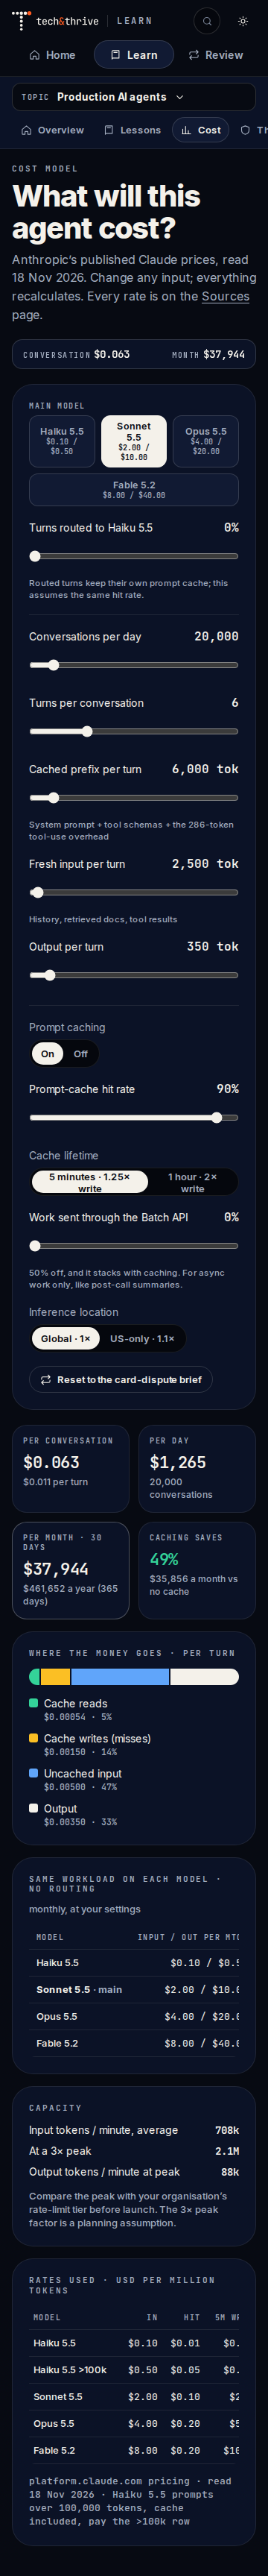 tech&thrive LEARN
Home Learn Review
TOPIC Production AI agents
Overview Lessons Cost Th
COST MODEL
What will this
agent cost?
Anthropic's published Claude prices, read
18 Nov 2026. Change any input; everything
recalculates. Every rate is on the Sources
page.
CONVERSATION $0.063 MONTH $37,944
MAIN MODEL
Haiku 5.5
$0.10 /
$0.50
Sonnet
5.5
$2.00 /
$10.00
Opus 5.5
$4.00 /
$20.00
Fable 5.2
$8.00 / $40.00
Turns routed to Haiku 5.5 0%
Routed turns keep their own prompt cache; this
assumes the same hit rate.
Conversations per day 20,000
Turns per conversation 6
Cached prefix per turn 6,000 tok
System prompt + tool schemas + the 286-token
tool-use overhead
Fresh input per turn 2,500 tok
History, retrieved docs, tool results
Output per turn 350 tok
Prompt caching
On Off
Prompt-cache hit rate 90%
Cache lifetime
5 minutes · 1.25×
write
1 hour · 2×
write
Work sent through the Batch API 0%
50% off, and it stacks with caching. For async
work only, like post-call summaries.
Inference location
Global · 1× US-only · 1.1×
Reset to the card-dispute brief
PER CONVERSATION
$0.063
$0.011 per turn
PER DAY
$1,265
20,000
conversations
PER MONTH · 30
DAYS
$37,944
$461,652 a year (365
days)
CACHING SAVES
49%
$35,856 a month vs
no cache
WHERE THE MONEY GOES · PER TURN
Cache reads
$0.00054 · 5%
Cache writes (misses)
$0.00150 · 14%
Uncached input
$0.00500 · 47%
Output
$0.00350 · 33%
SAME WORKLOAD ON EACH MODEL ·
NO ROUTING
monthly, at your settings
MODEL INPUT / OUT PER MTO
Haiku 5.5 $0.10 / $0.5
Sonnet 5.5 · main $2.00 / $10.0
Opus 5.5 $4.00 / $20.0
Fable 5.2 $8.00 / $40.0
CAPACITY
Input tokens / minute, average 708k
At a 3× peak 2.1M
Output tokens / minute at peak 88k
Compare the peak with your organisation's
rate-limit tier before launch. The 3× peak
factor is a planning assumption.
RATES USED · USD PER MILLION
TOKENS
MODEL IN HIT 5M WR
Haiku 5.5 $0.10 $0.01 $0.
Haiku 5.5 >100k $0.50 $0.05 $0.
Sonnet 5.5 $2.00 $0.10 $2
Opus 5.5 $4.00 $0.20 $5
Fable 5.2 $8.00 $0.20 $10
platform.claude.com pricing · read
18 Nov 2026 · Haiku 5.5 prompts
over 100,000 tokens, cache
included, pay the >100k row